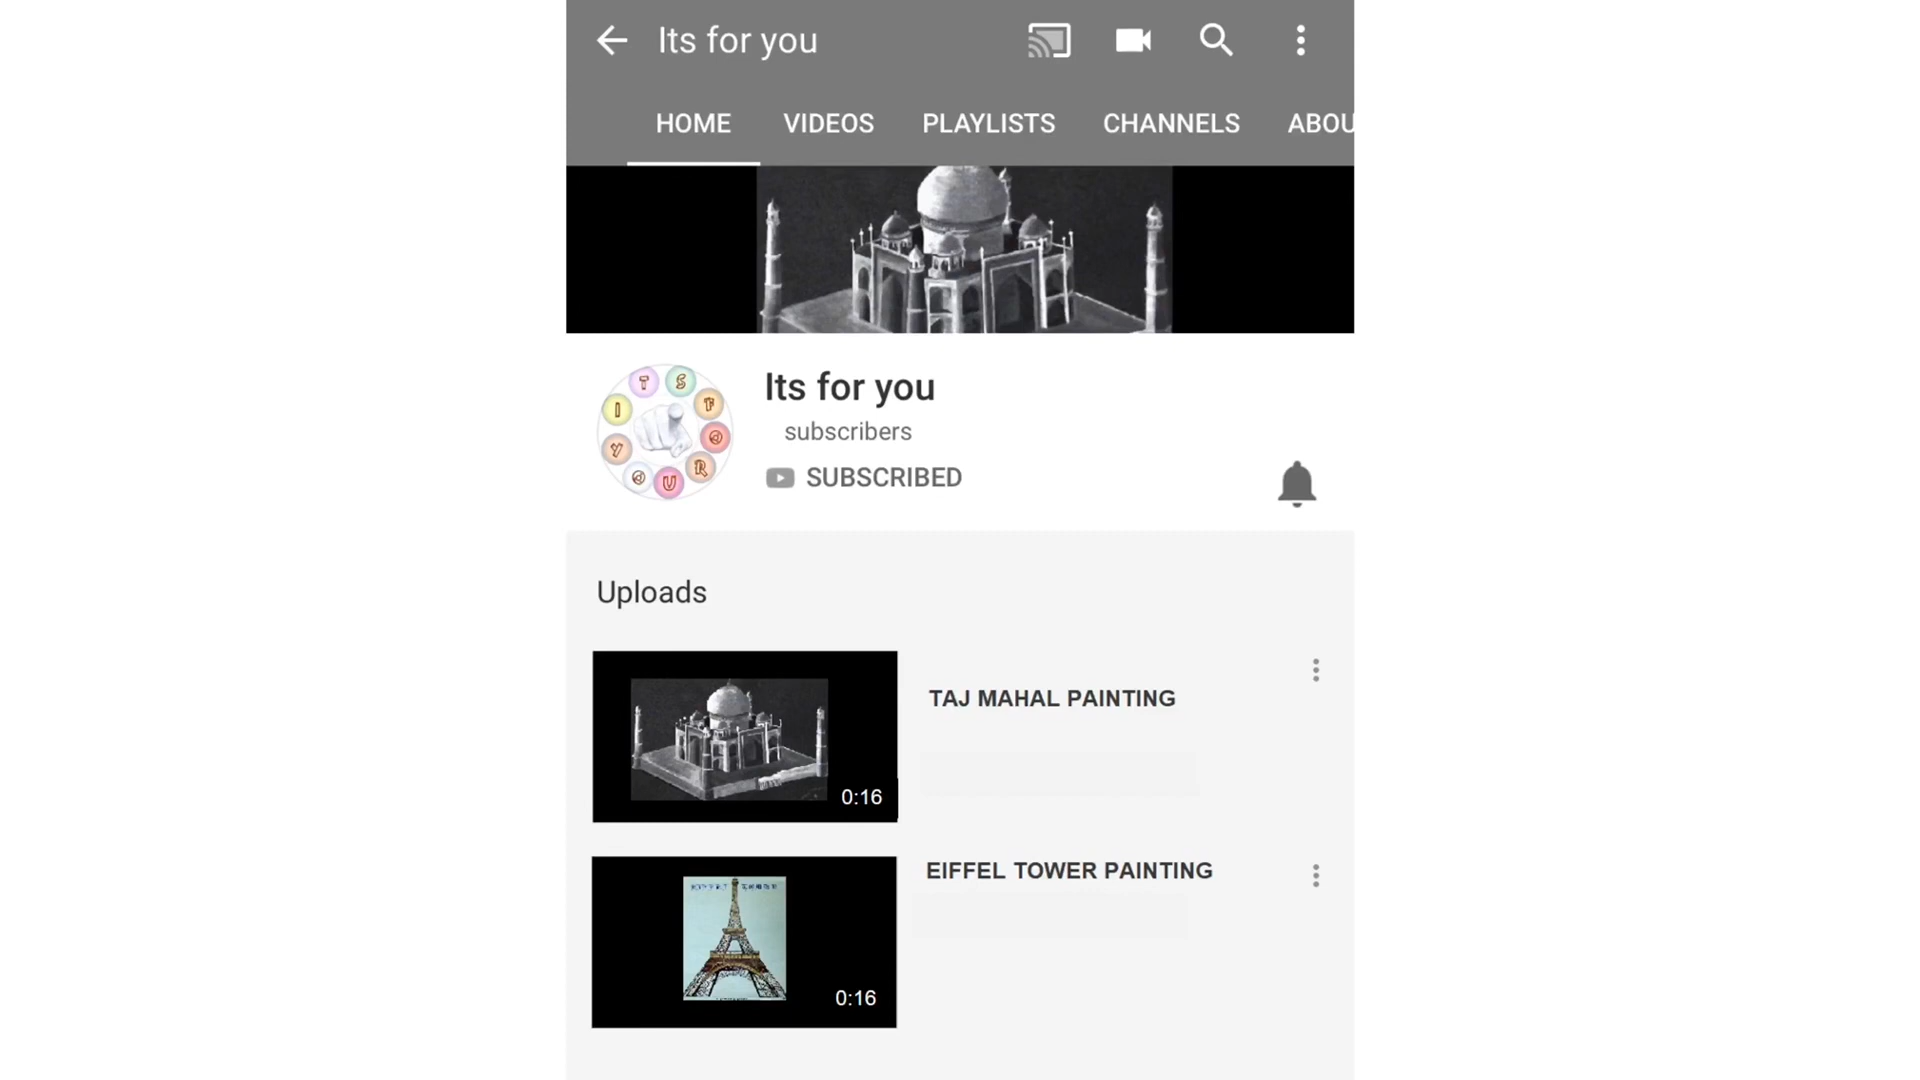 Its for you
HOME VIDEOS PLAYLISTS CHANNELS ABOU
I T S F O R U O Y
Its for you
subscribers
SUBSCRIBED
Uploads
TAJ MAHAL PAINTING
0:16
EIFFEL TOWER PAINTING
0:16